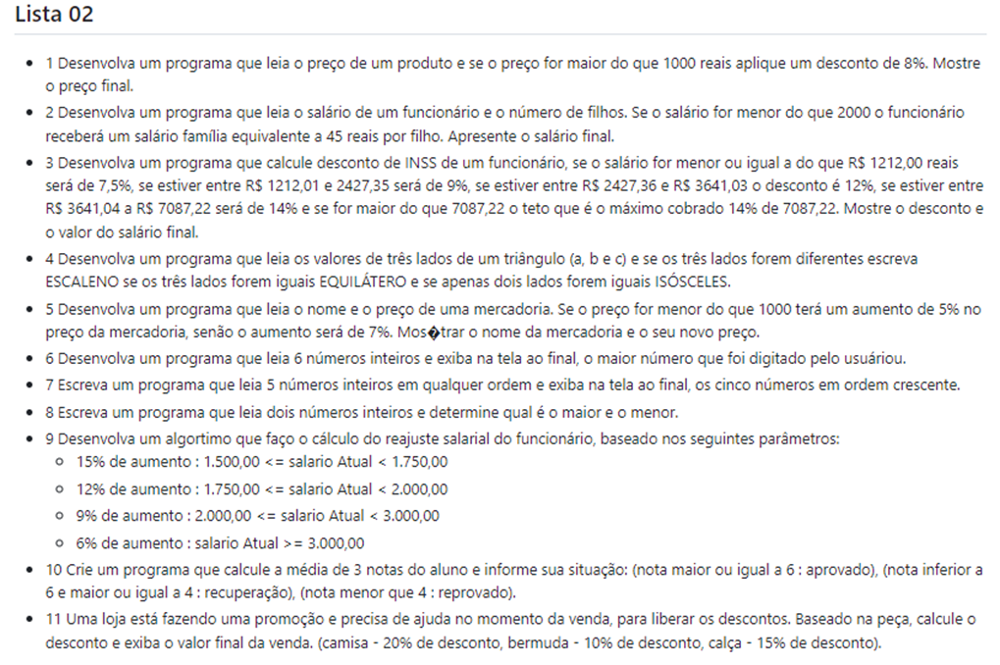 Lista 02
1 Desenvolva um programa que leia o preço de um produto e se o preço for maior do que 1000 reais aplique um desconto de 8%. Mostre
o preço final.
2 Desenvolva um programa que leia o salário de um funcionário e o número de filhos. Se o salário for menor do que 2000 o funcionário
receberá um salário família equivalente a 45 reais por filho. Apresente o salário final.
3 Desenvolva um programa que calcule desconto de INSS de um funcionário, se o salário for menor ou igual a do que R$ 1212,00 reais
será de 7,5%, se estiver entre R$ 1212,01 e 2427,35 será de 9%, se estiver entre R$ 2427,36 e R$ 3641,03 o desconto é 12%, se estiver entre
R$ 3641,04 a R$ 7087,22 será de 14% e se for maior do que 7087,22 o teto que é o máximo cobrado 14% de 7087,22. Mostre o desconto e
o valor do salário final.
4 Desenvolva um programa que leia os valores de três lados de um triângulo (a, b e c) e se os três lados forem diferentes escreva
ESCALENO se os três lados forem iguais EQUILÁTERO e se apenas dois lados forem iguais ISÓSCELES.
5 Desenvolva um programa que leia o nome e o preço de uma mercadoria. Se o preço for menor do que 1000 terá um aumento de 5% no
preço da mercadoria, senão o aumento será de 7%. Mos�trar o nome da mercadoria e o seu novo preço.
6 Desenvolva um programa que leia 6 números inteiros e exiba na tela ao final, o maior número que foi digitado pelo usuáriou.
7 Escreva um programa que leia 5 números inteiros em qualquer ordem e exiba na tela ao final, os cinco números em ordem crescente.
8 Escreva um programa que leia dois números inteiros e determine qual é o maior e o menor.
9 Desenvolva um algortimo que faço o cálculo do reajuste salarial do funcionário, baseado nos seguintes parâmetros:
15% de aumento : 1.500,00 <= salario Atual < 1.750,00
12% de aumento : 1.750,00 <= salario Atual < 2.000,00
9% de aumento : 2.000,00 <= salario Atual < 3.000,00
6% de aumento : salario Atual >= 3.000,00
10 Crie um programa que calcule a média de 3 notas do aluno e informe sua situação: (nota maior ou igual a 6 : aprovado), (nota inferior a
6 e maior ou igual a 4 : recuperação), (nota menor que 4 : reprovado).
11 Uma loja está fazendo uma promoção e precisa de ajuda no momento da venda, para liberar os descontos. Baseado na peça, calcule o
desconto e exiba o valor final da venda. (camisa - 20% de desconto, bermuda - 10% de desconto, calça - 15% de desconto).